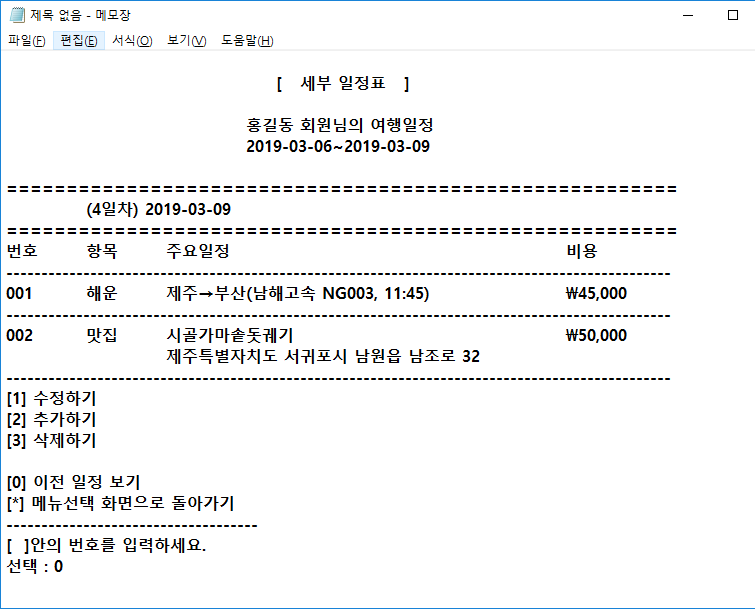 제목 없음 - 메모장
파일(F) 편집(E) 서식(O) 보기(V) 도움말(H)
[ 세부 일정표 ]
홍길동 회원님의 여행일정
2019-03-06~2019-03-09
========================================================
(4일차) 2019-03-09
========================================================
번호 항목 주요일정 비용
--------------------------------------------------------------------------------
001 해운 제주→부산(남해고속 NG003, 11:45) ₩45,000
--------------------------------------------------------------------------------
002 맛집 시골가마솥돗궤기 ₩50,000
제주특별자치도 서귀포시 남원읍 남조로 32
--------------------------------------------------------------------------------
[1] 수정하기
[2] 추가하기
[3] 삭제하기
[0] 이전 일정 보기
[*] 메뉴선택 화면으로 돌아가기
------------------------------------
[ ]안의 번호를 입력하세요.
선택 : 0